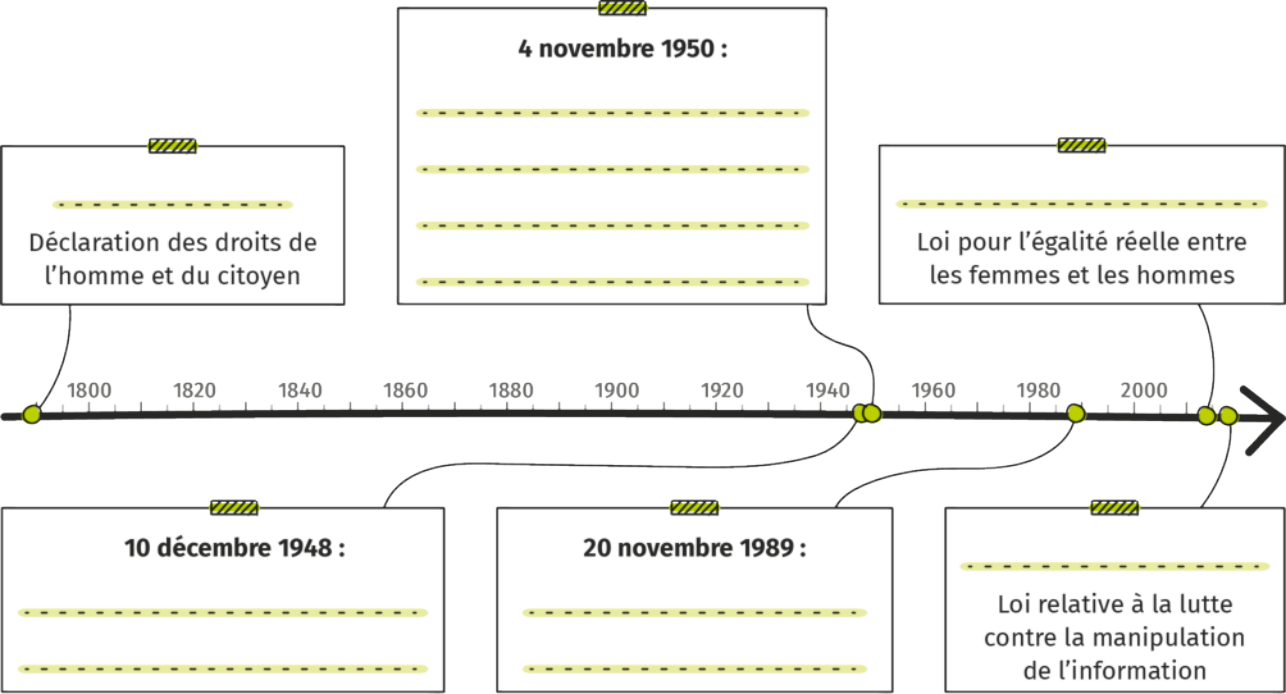 4 novembre 1950 :
Déclaration des droits de
l'homme et du citoyen
Loi pour l'égalité réelle entre
les femmes et les hommes
1800 1820 1840 1860 1880 1900 1920 1940 1960 1980 2000
10 décembre 1948 :
20 novembre 1989 :
Loi relative à la lutte
contre la manipulation
de l'information